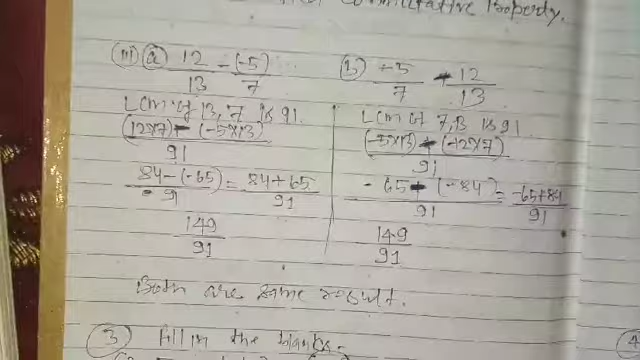 Commutative Property.
(iii) (a) 12/13 - (-5)/7
(b) -5/7 + 12/13
LCM of 13, 7 is 91.
LCM of 7, 13 is 91.
(12×7) - (-5×13) / 91
(-5×13) + (-12×7) / 91
84 - (-65) / 91 = 84 + 65 / 91
-65 - (-84) / 91 = -65 + 84 / 91
149/91
149/91
Both are same result.
(3) Fill in the blanks.